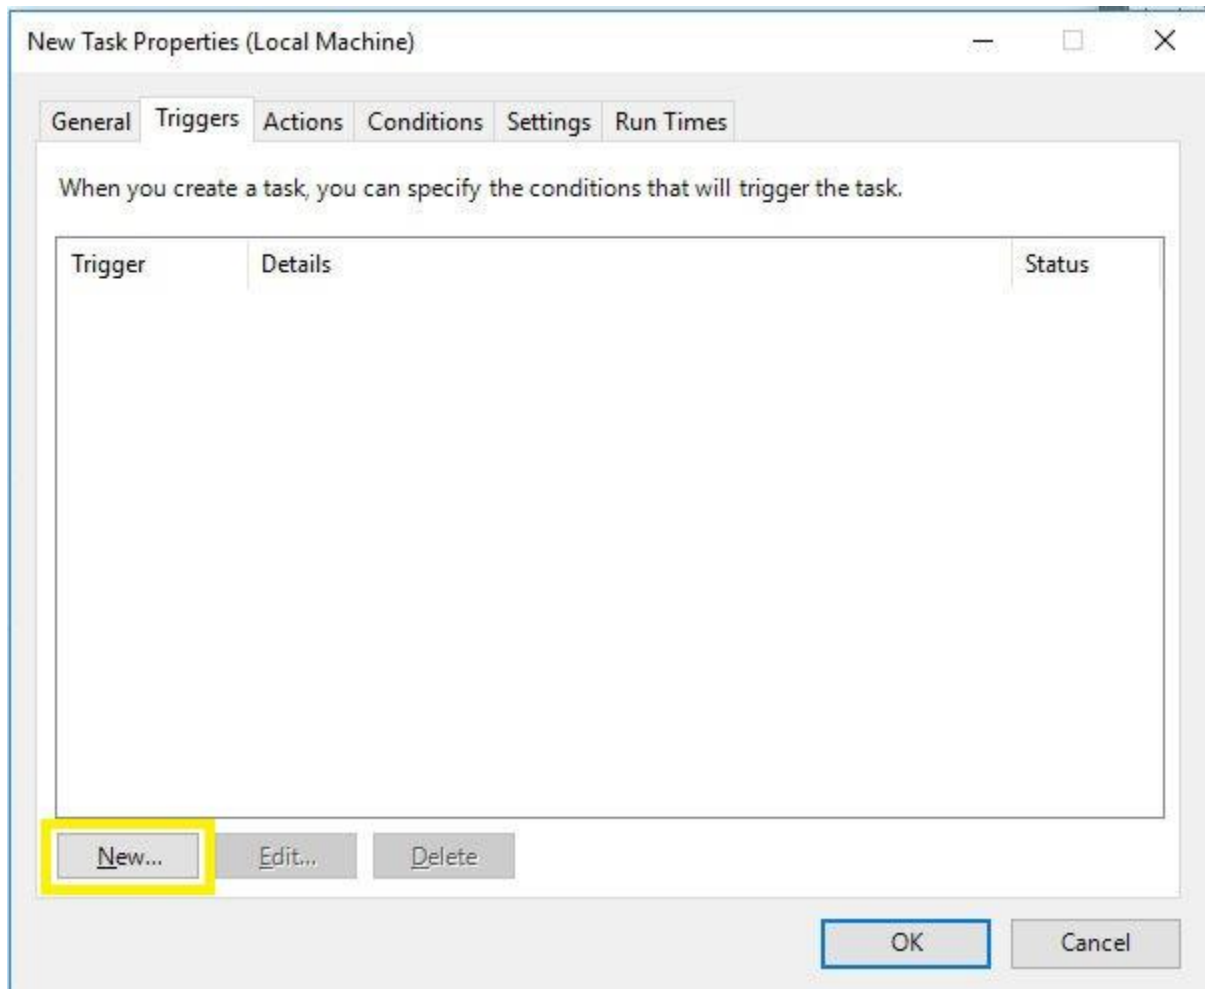 New Task Properties (Local Machine)
General Triggers Actions Conditions Settings Run Times
When you create a task, you can specify the conditions that will trigger the task.
Trigger Details Status
New... Edit... Delete
OK Cancel